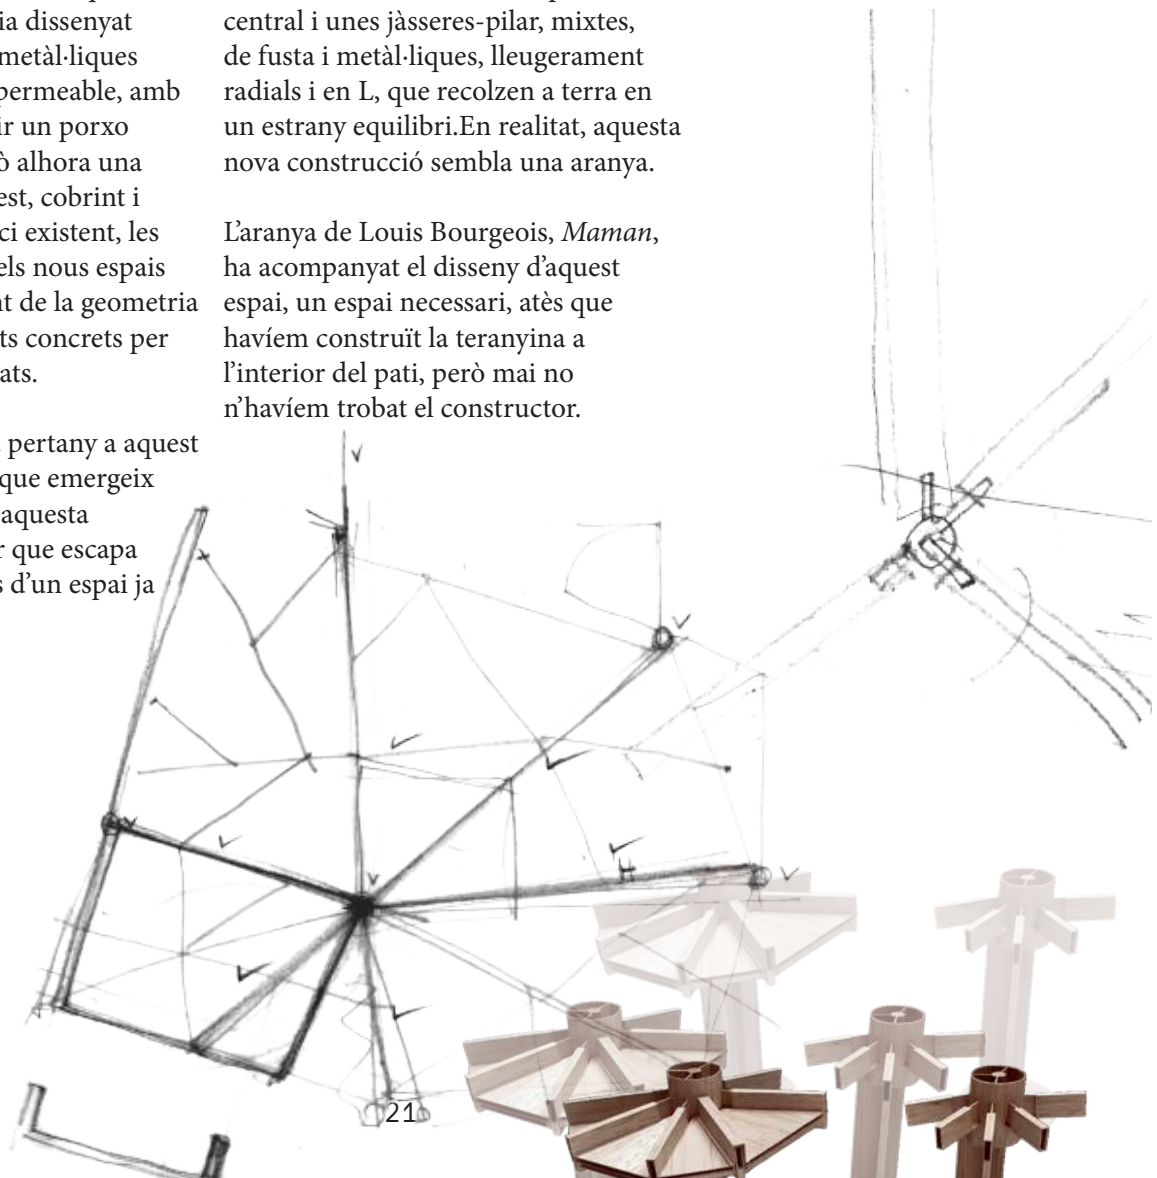 ia dissenyat
metàl·liques
permeable, amb
ir un porxo
ò alhora una
est, cobrint i
ci existent, les
els nous espais
t de la geometria
ts concrets per
ats.
pertany a aquest
que emergeix
aquesta
r que escapa
s d’un espai ja
central i unes jàsseres-pilar, mixtes,
de fusta i metàl·liques, lleugerament
radials i en L, que recolzen a terra en
un estrany equilibri.En realitat, aquesta
nova construcció sembla una aranya.
L’aranya de Louis Bourgeois, Maman,
ha acompanyat el disseny d’aquest
espai, un espai necessari, atès que
havíem construït la teranyina a
l’interior del pati, però mai no
n’havíem trobat el constructor.
21